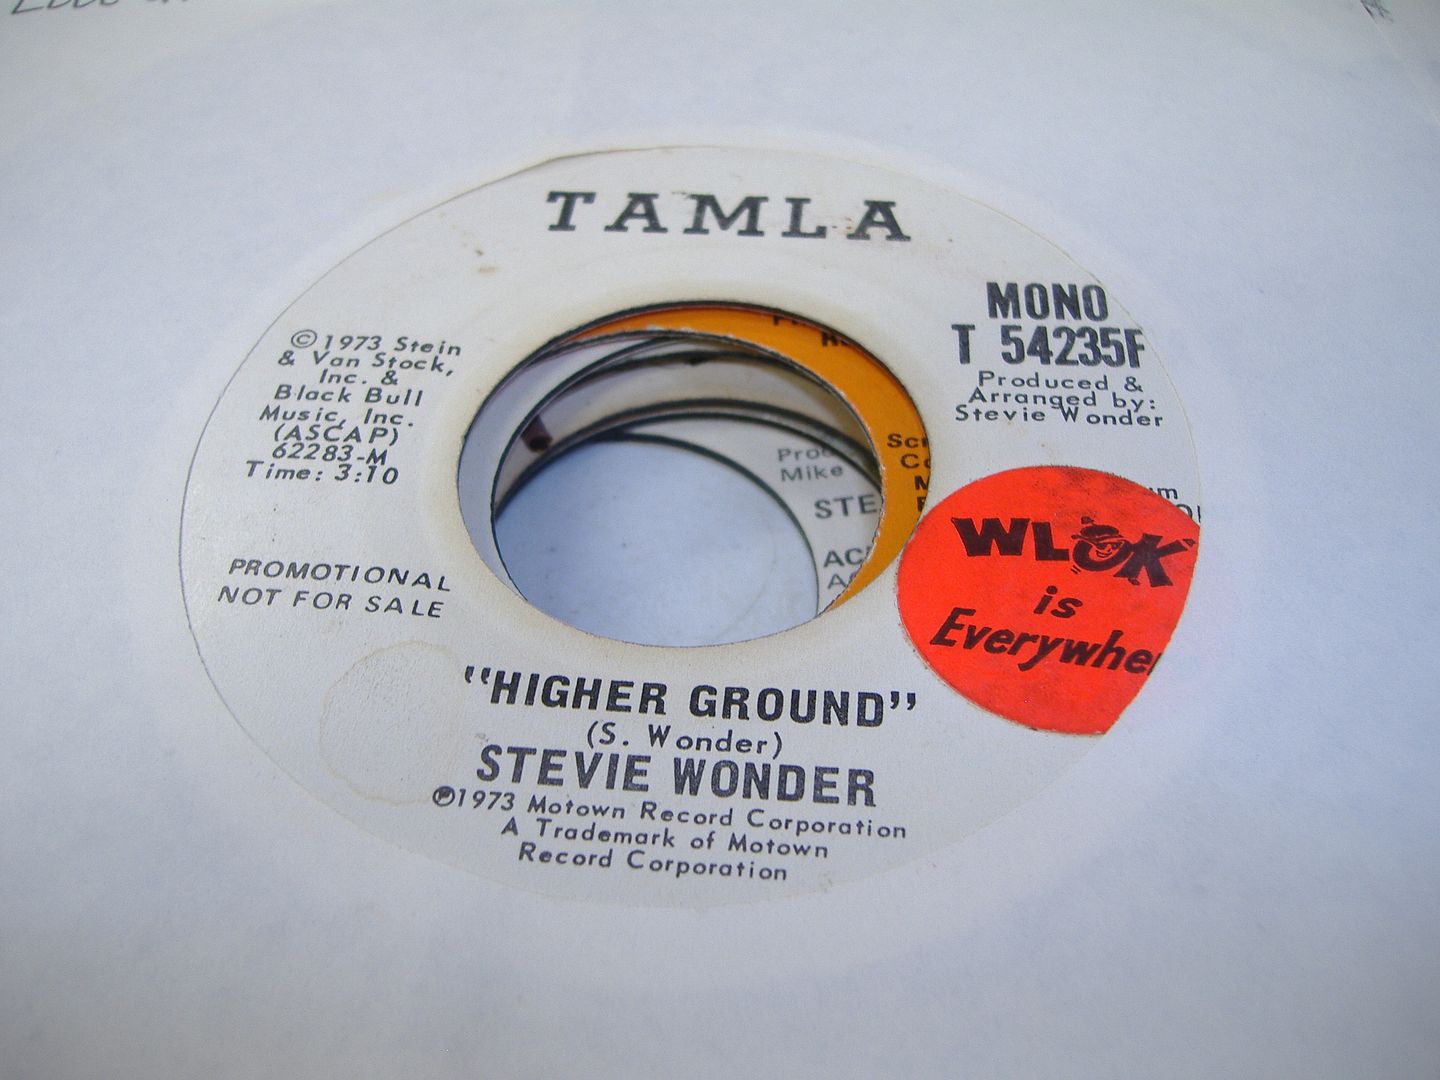 TAMLA
MONO
T 54235F
Produced &
Arranged by:
Stevie Wonder
©1973 Stein
& Van Stock,
Inc. &
Black Bull
Music, Inc.
(ASCAP)
62283-M
Time: 3:10
PROMOTIONAL
NOT FOR SALE
WLOK
is
Mike
STE
"HIGHER GROUND"
(S. Wonder)
STEVIE WONDER
℗1973 Motown Record Corporation
A Trademark of Motown
Record Corporation